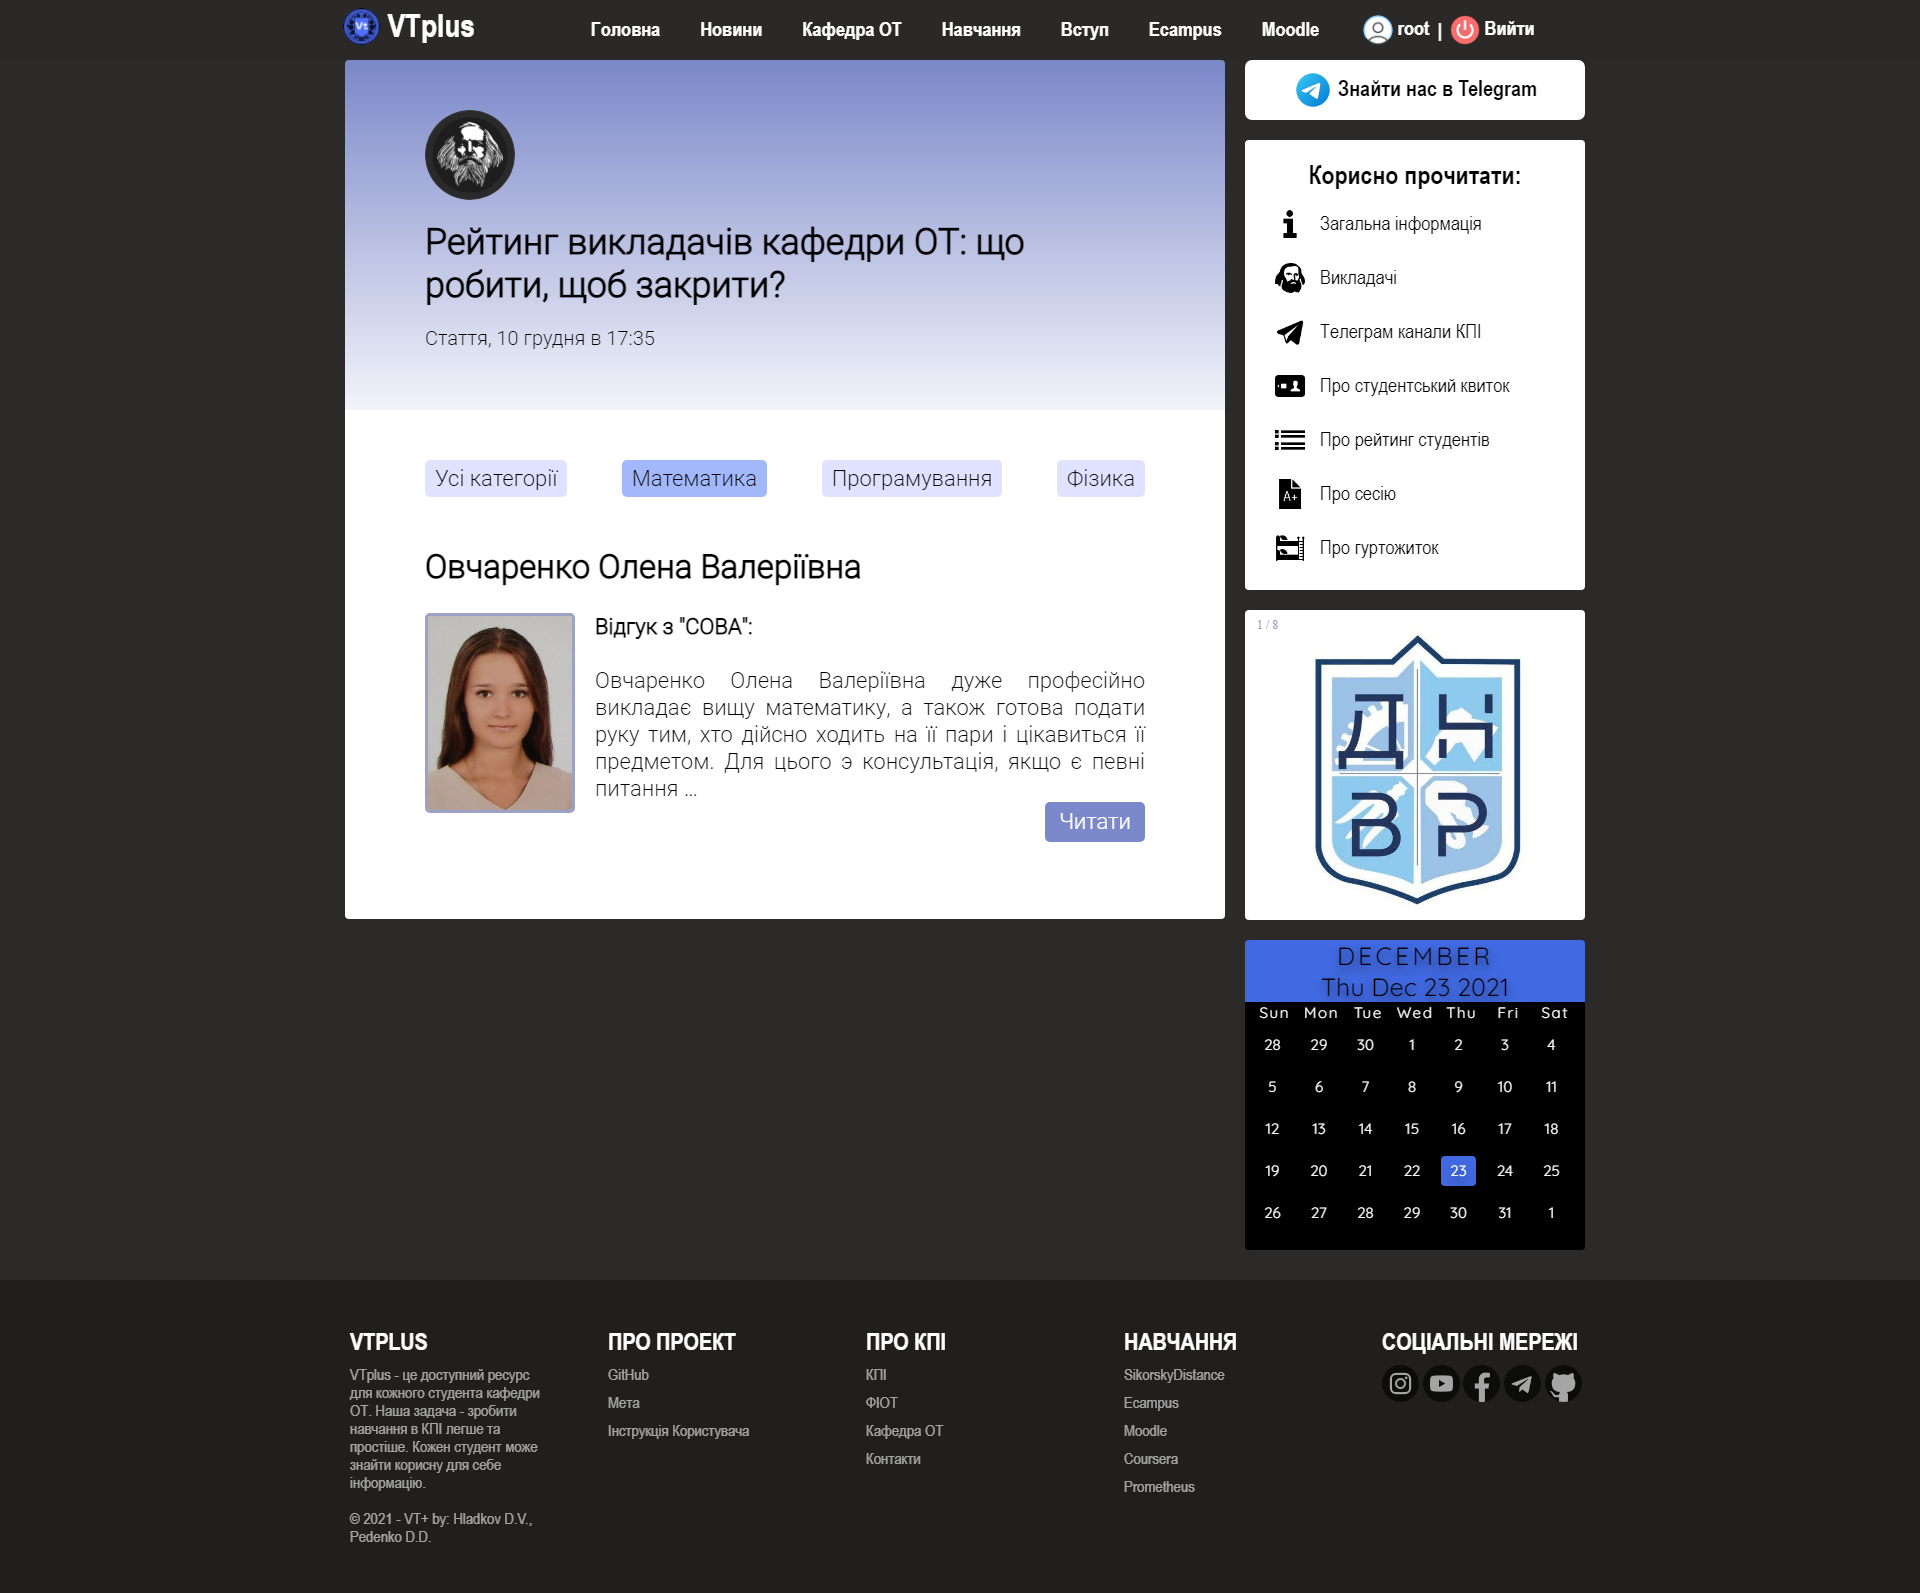 VTplus
Головна Новини Кафедра ОТ Навчання Вступ Ecampus Moodle root | Вийти
Рейтинг викладачів кафедри ОТ: що
робити, щоб закрити?
Стаття, 10 грудня в 17:35
Усі категорії Математика Програмування Фізика
Овчаренко Олена Валеріївна
Відгук з "СОВА":
Овчаренко Олена Валеріївна дуже професійно
викладає вищу математику, а також готова подати
руку тим, хто дійсно ходить на її пари і цікавиться її
предметом. Для цього э консультація, якщо є певні
питання ...
Читати
Знайти нас в Telegram
Корисно прочитати:
Загальна інформація
Викладачі
Телеграм канали КПІ
Про студентський квиток
Про рейтинг студентів
A+
Про сесію
Про гуртожиток
1 / 8
Д Н
В Р
DECEMBER
Thu Dec 23 2021
Sun Mon Tue Wed Thu Fri Sat
28 29 30 1 2 3 4
5 6 7 8 9 10 11
12 13 14 15 16 17 18
19 20 21 22 23 24 25
26 27 28 29 30 31 1
VTPLUS
VTplus - це доступний ресурс
для кожного студента кафедри
ОТ. Наша задача - зробити
навчання в КПІ легше та
простіше. Кожен студент може
знайти корисну для себе
інформацію.
© 2021 - VT+ by: Hladkov D.V.,
Pedenko D.D.
ПРО ПРОЕКТ
GitHub
Мета
Інструкція Користувача
ПРО КПІ
КПІ
ФІОТ
Кафедра ОТ
Контакти
НАВЧАННЯ
SikorskyDistance
Ecampus
Moodle
Coursera
Prometheus
СОЦІАЛЬНІ МЕРЕЖІ